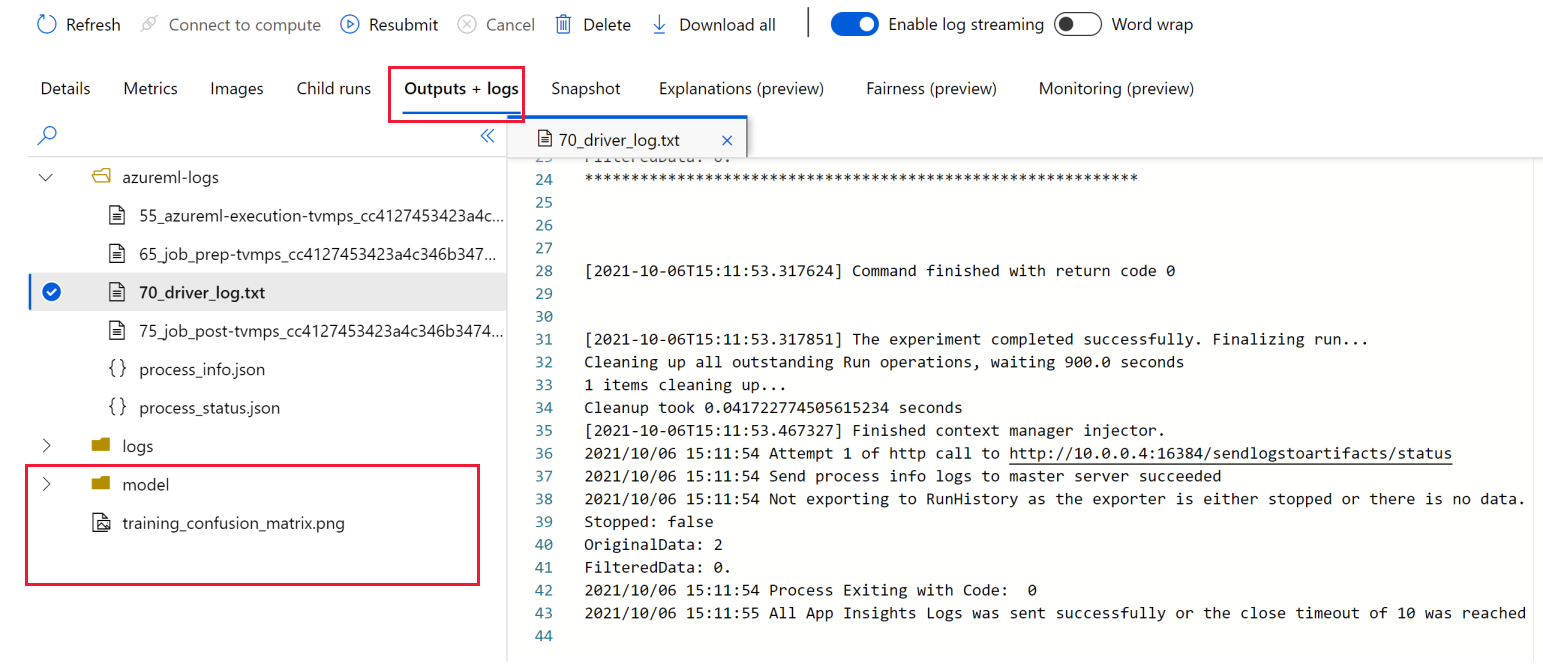 Refresh Connect to compute Resubmit Cancel Delete Download all Enable log streaming Word wrap
Details Metrics Images Child runs Outputs + logs Snapshot Explanations (preview) Fairness (preview) Monitoring (preview)
70_driver_log.txt
azureml-logs
55_azureml-execution-tvmps_cc4127453423a4c...
65_job_prep-tvmps_cc4127453423a4c346b347...
70_driver_log.txt
75_job_post-tvmps_cc4127453423a4c346b3474...
{} process_info.json
{} process_status.json
logs
model
training_confusion_matrix.png
23 FilteredData: 0.
24 ************************************************************
25
26
27
28 [2021-10-06T15:11:53.317624] Command finished with return code 0
29
30
31 [2021-10-06T15:11:53.317851] The experiment completed successfully. Finalizing run...
32 Cleaning up all outstanding Run operations, waiting 900.0 seconds
33 1 items cleaning up...
34 Cleanup took 0.041722774505615234 seconds
35 [2021-10-06T15:11:53.467327] Finished context manager injector.
36 2021/10/06 15:11:54 Attempt 1 of http call to http://10.0.0.4:16384/sendlogstoartifacts/status
37 2021/10/06 15:11:54 Send process info logs to master server succeeded
38 2021/10/06 15:11:54 Not exporting to RunHistory as the exporter is either stopped or there is no data.
39 Stopped: false
40 OriginalData: 2
41 FilteredData: 0.
42 2021/10/06 15:11:54 Process Exiting with Code:  0
43 2021/10/06 15:11:55 All App Insights Logs was sent successfully or the close timeout of 10 was reached
44